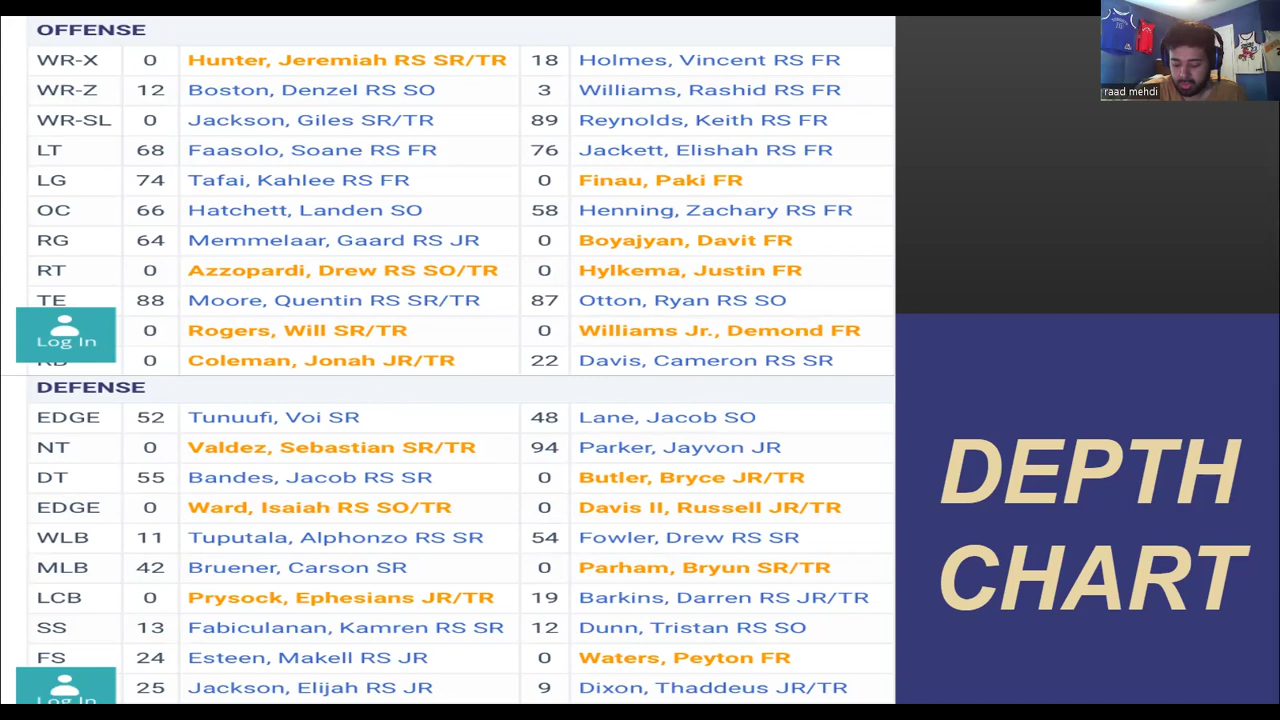 OFFENSE
WR-X 0 Hunter, Jeremiah RS SR/TR 18 Holmes, Vincent RS FR
WR-Z 12 Boston, Denzel RS SO 3 Williams, Rashid RS FR
WR-SL 0 Jackson, Giles SR/TR 89 Reynolds, Keith RS FR
LT 68 Faasolo, Soane RS FR 76 Jackett, Elishah RS FR
LG 74 Tafai, Kahlee RS FR 0 Finau, Paki FR
OC 66 Hatchett, Landen SO 58 Henning, Zachary RS FR
RG 64 Memmelaar, Gaard RS JR 0 Boyajyan, Davit FR
RT 0 Azzopardi, Drew RS SO/TR 0 Hylkema, Justin FR
TE 88 Moore, Quentin RS SR/TR 87 Otton, Ryan RS SO
0 Rogers, Will SR/TR 0 Williams Jr., Demond FR
Log In
RB 0 Coleman, Jonah JR/TR 22 Davis, Cameron RS SR
DEFENSE
EDGE 52 Tunuufi, Voi SR 48 Lane, Jacob SO
NT 0 Valdez, Sebastian SR/TR 94 Parker, Jayvon JR
DT 55 Bandes, Jacob RS SR 0 Butler, Bryce JR/TR
EDGE 0 Ward, Isaiah RS SO/TR 0 Davis II, Russell JR/TR
WLB 11 Tuputala, Alphonzo RS SR 54 Fowler, Drew RS SR
MLB 42 Bruener, Carson SR 0 Parham, Bryun SR/TR
LCB 0 Prysock, Ephesians JR/TR 19 Barkins, Darren RS JR/TR
SS 13 Fabiculanan, Kamren RS SR 12 Dunn, Tristan RS SO
FS 24 Esteen, Makell RS JR 0 Waters, Peyton FR
25 Jackson, Elijah RS JR 9 Dixon, Thaddeus JR/TR
Log In
raad mehdi
DEPTH
CHART